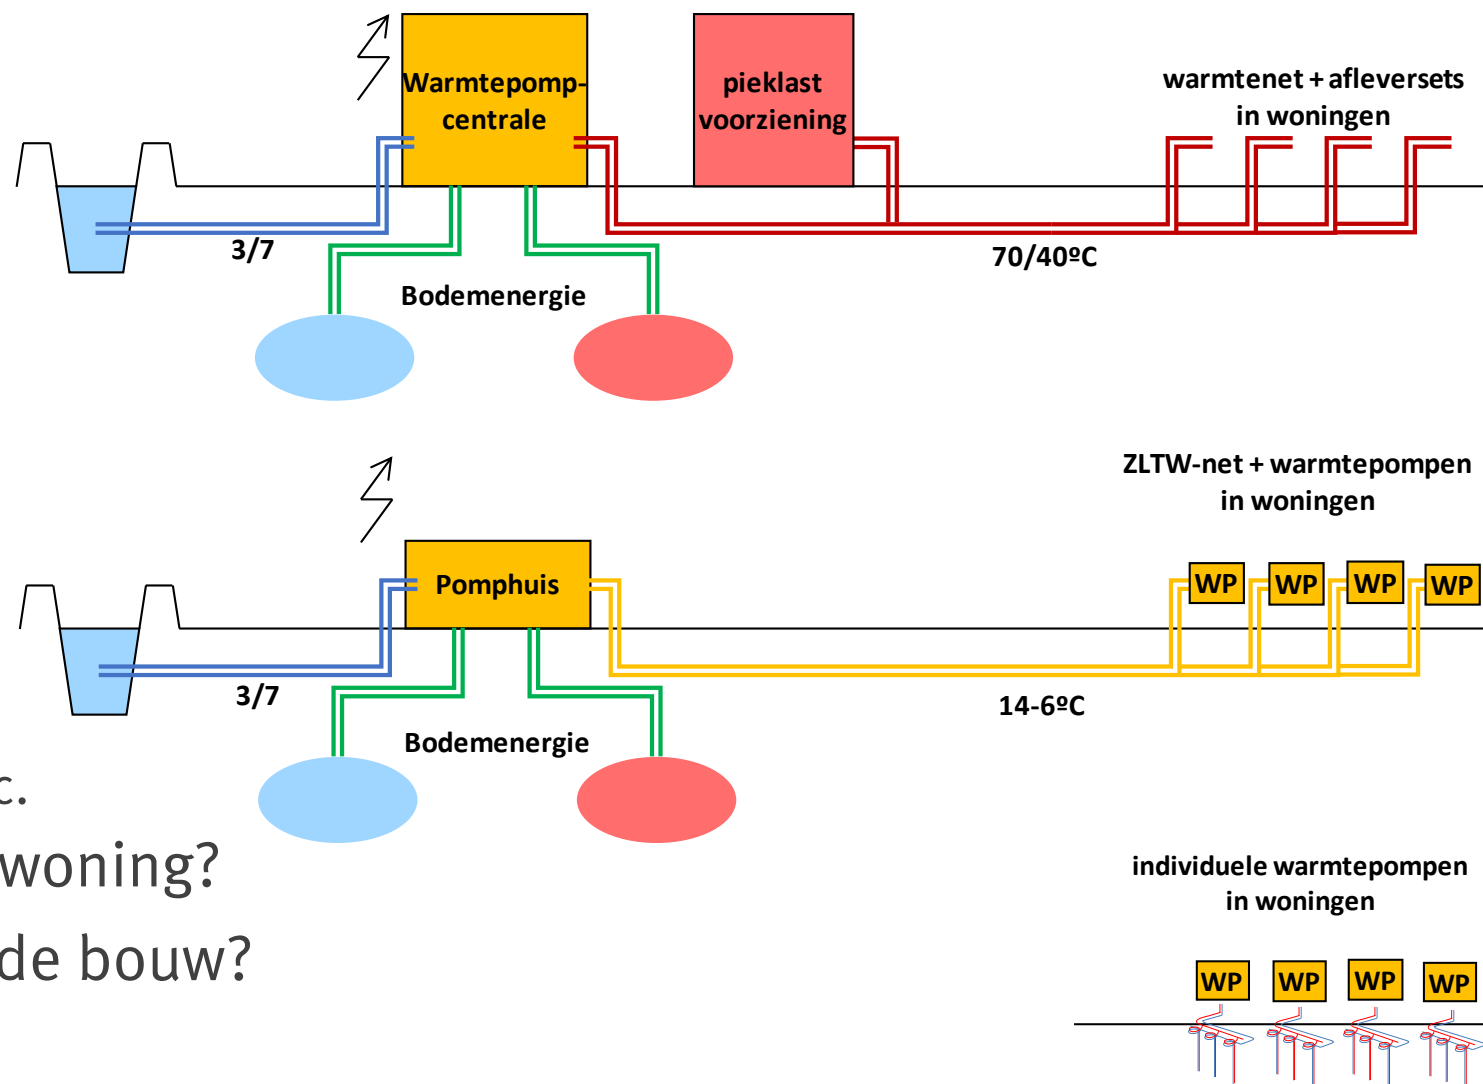 Warmtepomp-
centrale
pieklast
voorziening
warmtenet + afleversets
in woningen
3/7
70/40ºC
Bodemenergie
ZLTW-net + warmtepompen
in woningen
Pomphuis
WP
WP
WP
WP
3/7
14-6ºC
Bodemenergie
c.
woning?
de bouw?
individuele warmtepompen
in woningen
WP
WP
WP
WP